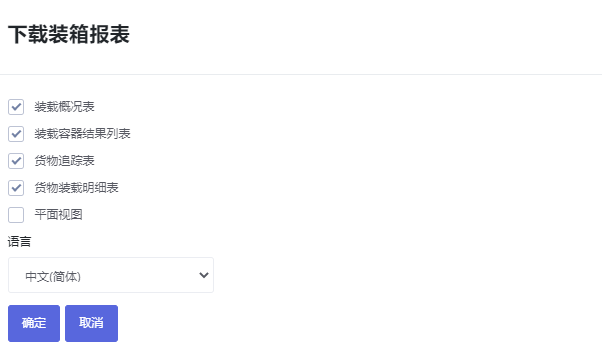 下载装箱报表
装载概况表
装载容器结果列表
货物追踪表
货物装载明细表
平面视图
语言
中文(简体)
确定 取消